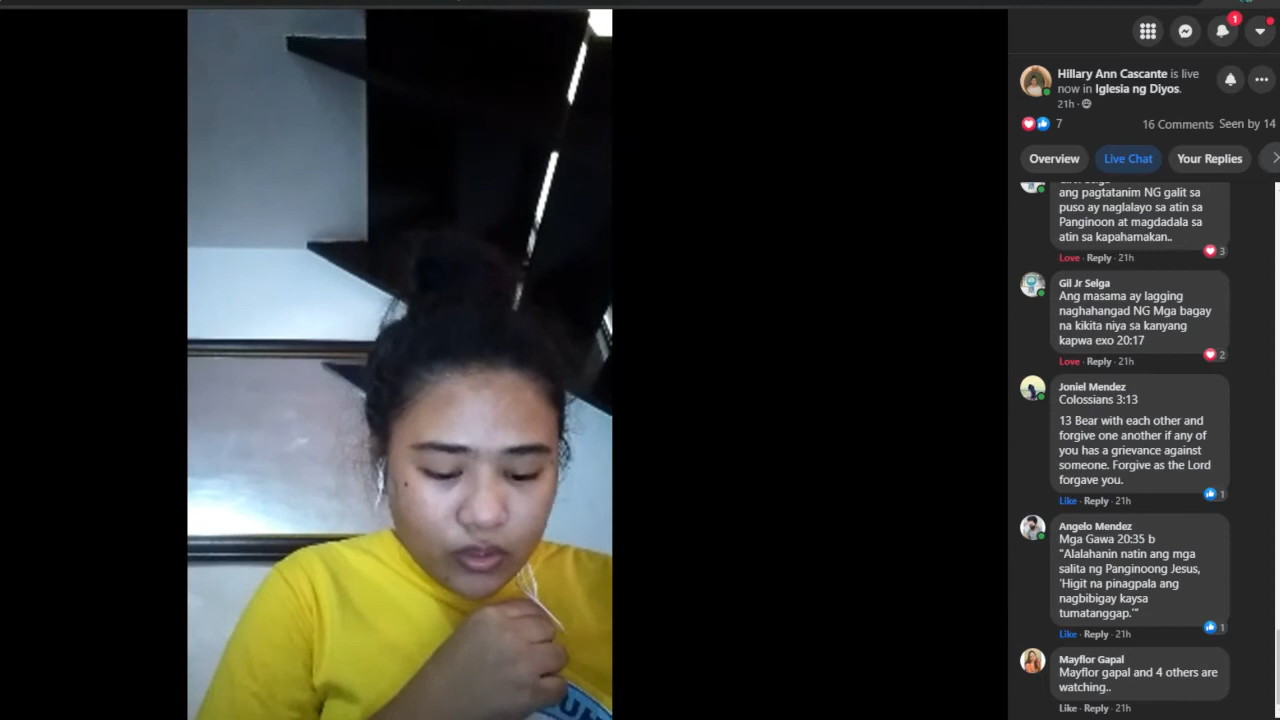 1
Hillary Ann Cascante is live
now in Iglesia ng Diyos.
21h ·
7
16 Comments Seen by 14
Overview
Live Chat
Your Replies
ang pagtatanim NG galit sa
puso ay naglalayo sa atin sa
Panginoon at magdadala sa
atin sa kapahamakan..
3
Love · Reply · 21h
Gil Jr Selga
Ang masama ay lagging
naghahangad NG Mga bagay
na kikita niya sa kanyang
kapwa exo 20:17
2
Love · Reply · 21h
Joniel Mendez
Colossians 3:13
13 Bear with each other and
forgive one another if any of
you has a grievance against
someone. Forgive as the Lord
forgave you.
1
Like · Reply · 21h
Angelo Mendez
Mga Gawa 20:35 b
"Alalahanin natin ang mga
salita ng Panginoong Jesus,
'Higit na pinagpala ang
nagbibigay kaysa
tumatanggap.'"
1
Like · Reply · 21h
Mayflor Gapal
Mayflor gapal and 4 others are
watching..
Like · Reply · 21h